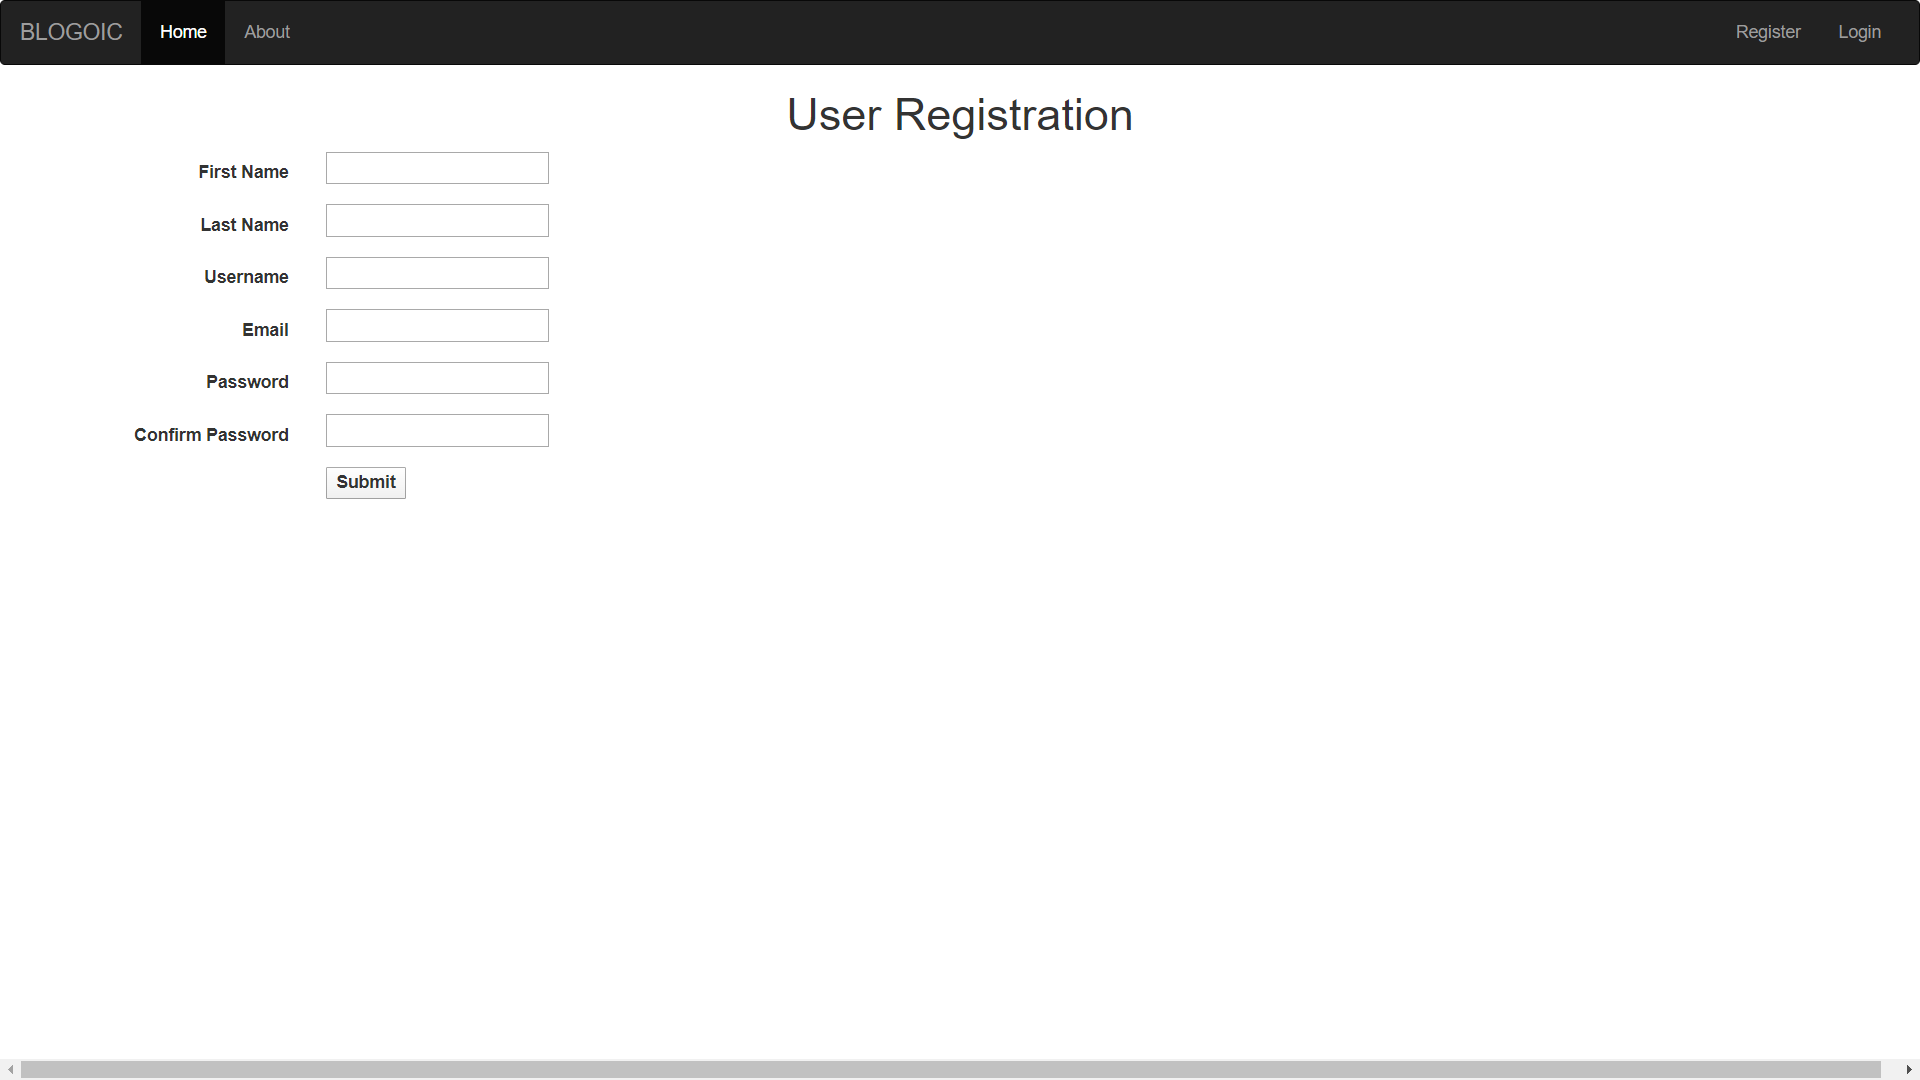 BLOGOIC Home About Register Login
User Registration
First Name
Last Name
Username
Email
Password
Confirm Password
Submit